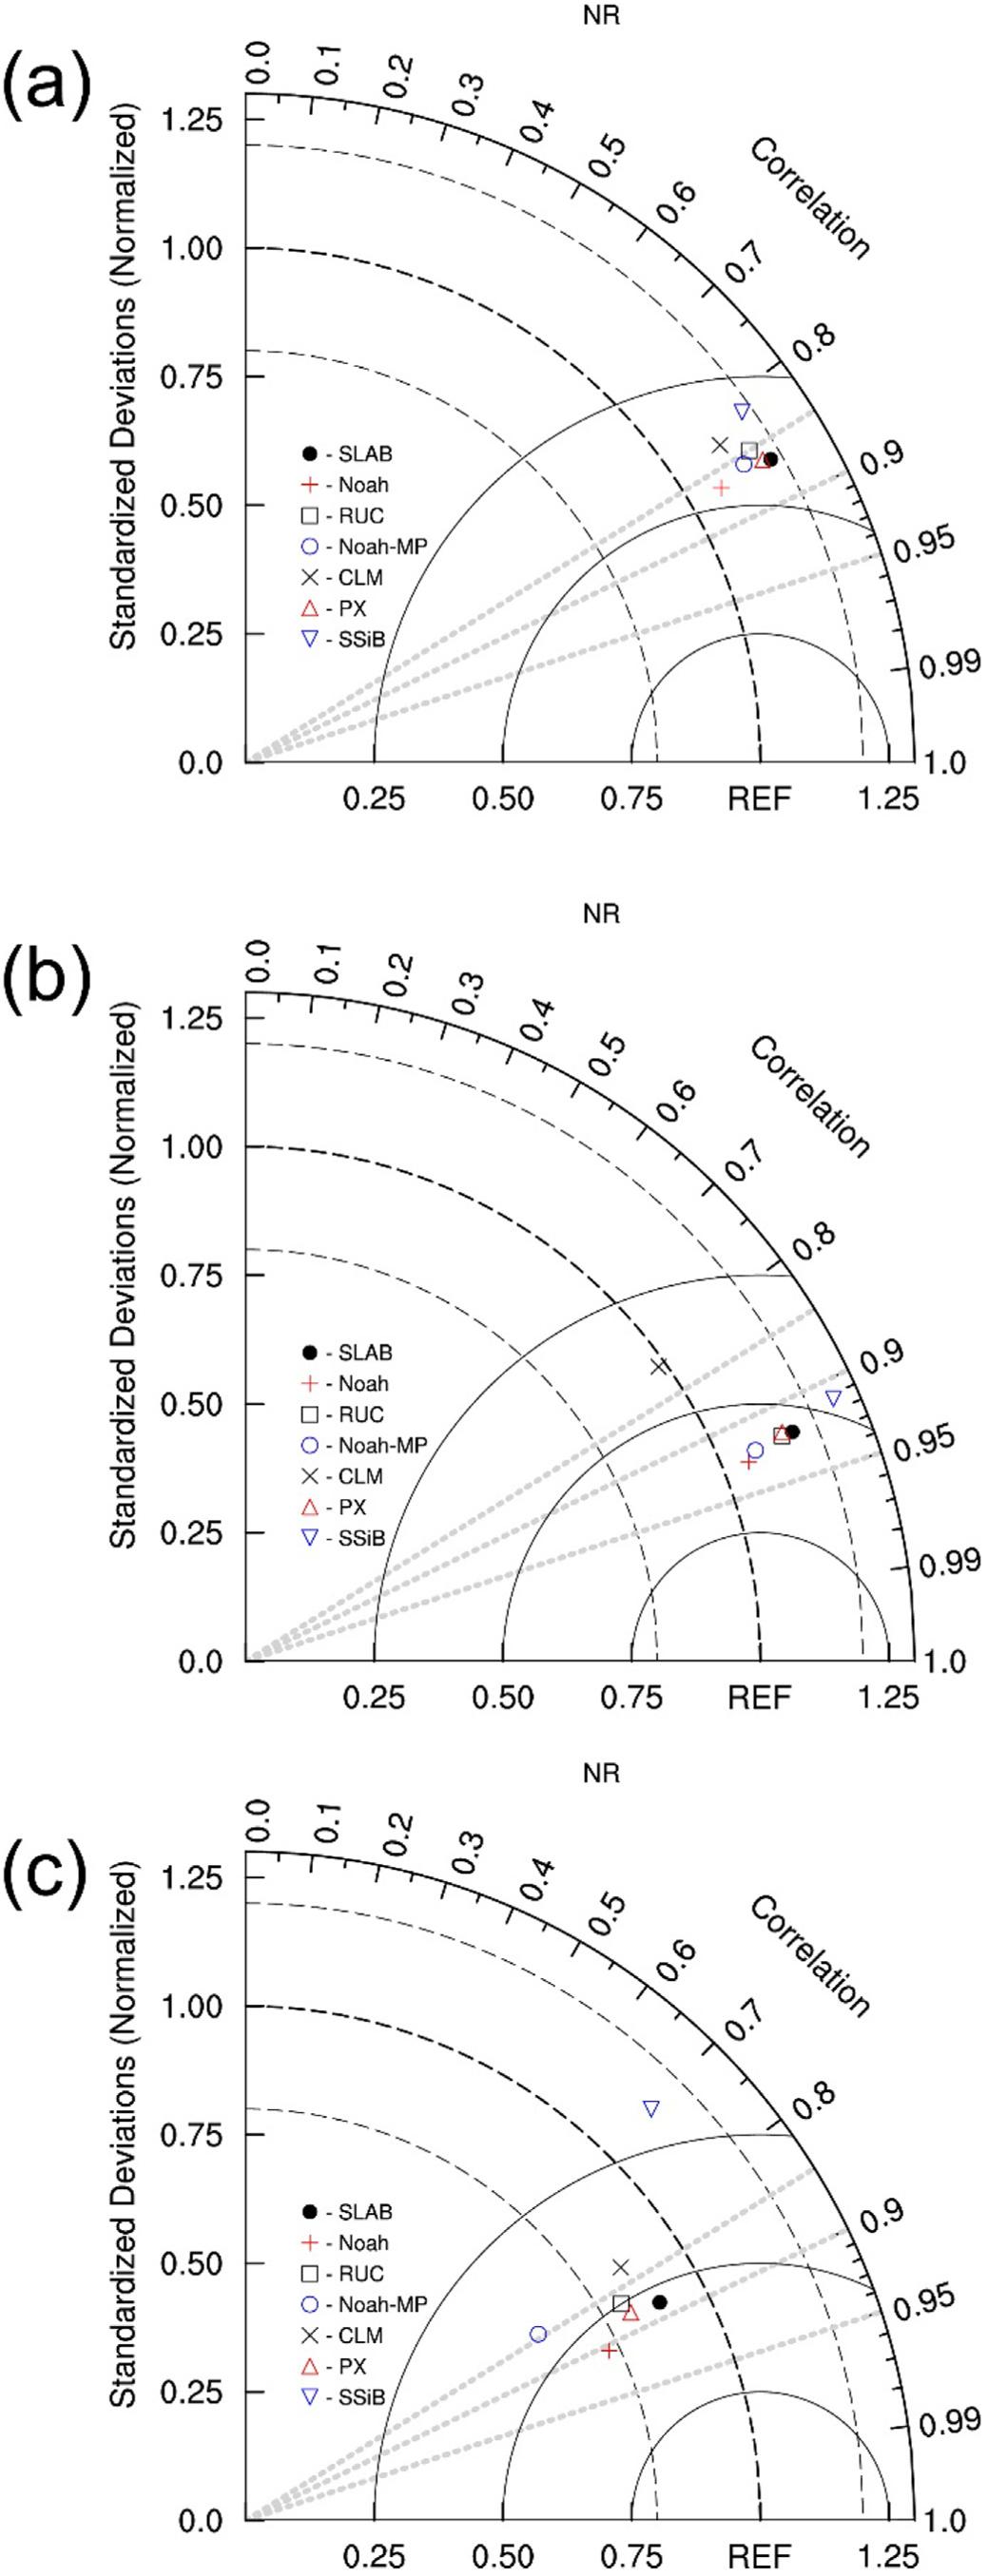 (a)
NR
0.0 0.1 0.2 0.3 0.4 0.5 0.6 0.7 0.8 0.9 0.95 0.99 1.0
Correlation
Standardized Deviations (Normalized)
1.25
1.00
0.75
0.50
0.25
0.0
- SLAB
- Noah
- RUC
- Noah-MP
- CLM
- PX
- SSiB
0.25 0.50 0.75 REF 1.25
(b)
NR
0.0 0.1 0.2 0.3 0.4 0.5 0.6 0.7 0.8 0.9 0.95 0.99 1.0
Correlation
Standardized Deviations (Normalized)
1.25
1.00
0.75
0.50
0.25
0.0
- SLAB
- Noah
- RUC
- Noah-MP
- CLM
- PX
- SSiB
0.25 0.50 0.75 REF 1.25
(c)
NR
0.0 0.1 0.2 0.3 0.4 0.5 0.6 0.7 0.8 0.9 0.95 0.99 1.0
Correlation
Standardized Deviations (Normalized)
1.25
1.00
0.75
0.50
0.25
0.0
- SLAB
- Noah
- RUC
- Noah-MP
- CLM
- PX
- SSiB
0.25 0.50 0.75 REF 1.25